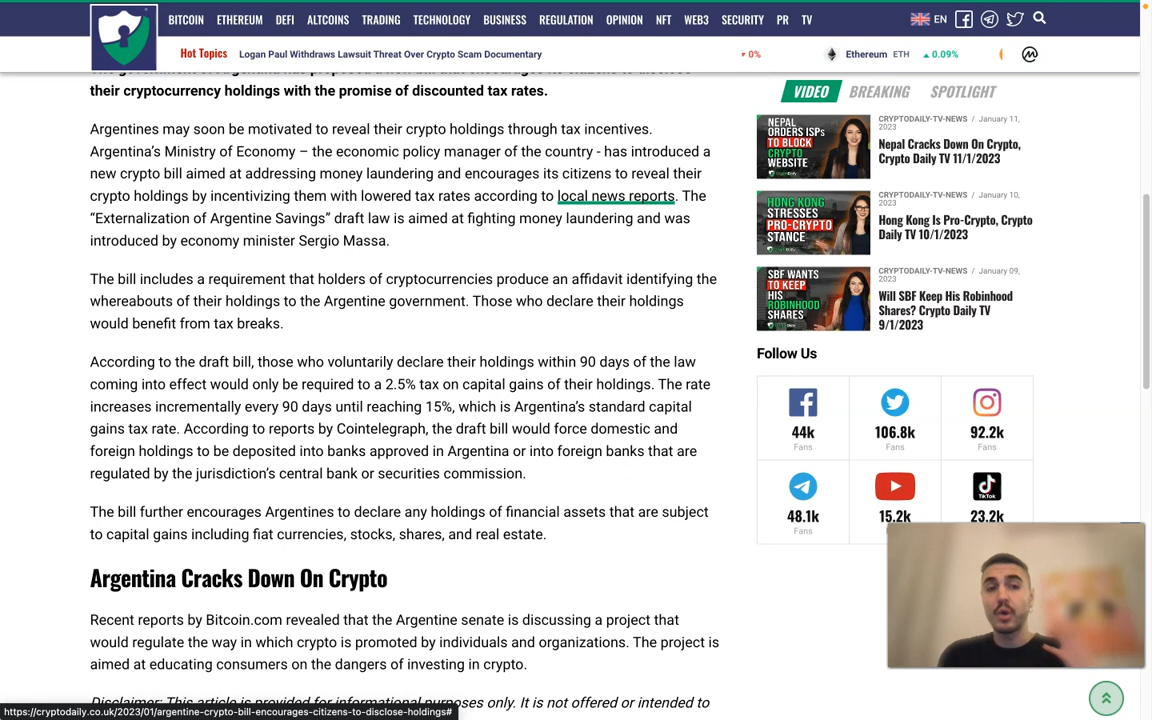 BITCOIN ETHEREUM DEFI ALTCOINS TRADING TECHNOLOGY BUSINESS REGULATION OPINION NFT WEB3 SECURITY PR TV EN
Hot Topics Logan Paul Withdraws Lawsuit Threat Over Crypto Scam Documentary 0% Ethereum ETH 0.09%
their cryptocurrency holdings with the promise of discounted tax rates.
Argentines may soon be motivated to reveal their crypto holdings through tax incentives.
Argentina’s Ministry of Economy – the economic policy manager of the country - has introduced a
new crypto bill aimed at addressing money laundering and encourages its citizens to reveal their
crypto holdings by incentivizing them with lowered tax rates according to local news reports. The
“Externalization of Argentine Savings” draft law is aimed at fighting money laundering and was
introduced by economy minister Sergio Massa.
The bill includes a requirement that holders of cryptocurrencies produce an affidavit identifying the
whereabouts of their holdings to the Argentine government. Those who declare their holdings
would benefit from tax breaks.
According to the draft bill, those who voluntarily declare their holdings within 90 days of the law
coming into effect would only be required to a 2.5% tax on capital gains of their holdings. The rate
increases incrementally every 90 days until reaching 15%, which is Argentina’s standard capital
gains tax rate. According to reports by Cointelegraph, the draft bill would force domestic and
foreign holdings to be deposited into banks approved in Argentina or into foreign banks that are
regulated by the jurisdiction’s central bank or securities commission.
The bill further encourages Argentines to declare any holdings of financial assets that are subject
to capital gains including fiat currencies, stocks, shares, and real estate.
Argentina Cracks Down On Crypto
Recent reports by Bitcoin.com revealed that the Argentine senate is discussing a project that
would regulate the way in which crypto is promoted by individuals and organizations. The project is
aimed at educating consumers on the dangers of investing in crypto.
Disclaimer: This article is provided for informational purposes only. It is not offered or intended to
https://cryptodaily.co.uk/2023/01/argentine-crypto-bill-encourages-citizens-to-disclose-holdings#
VIDEO BREAKING SPOTLIGHT
NEPAL
ORDERS ISPs
TO BLOCK
CRYPTO
WEBSITE
CRYPTODAILY-TV-NEWS / January 11,
2023
Nepal Cracks Down On Crypto,
Crypto Daily TV 11/1/2023
HONG KONG
STRESSES
PRO-CRYPTO
STANCE
CRYPTODAILY-TV-NEWS / January 10,
2023
Hong Kong Is Pro-Crypto, Crypto
Daily TV 10/1/2023
SBF WANTS
TO KEEP
HIS
ROBINHOOD
SHARES
CRYPTODAILY-TV-NEWS / January 09,
2023
Will SBF Keep His Robinhood
Shares? Crypto Daily TV
9/1/2023
Follow Us
44k 106.8k 92.2k
Fans Fans Fans
TikTok
48.1k 15.2k 23.2k
Fans